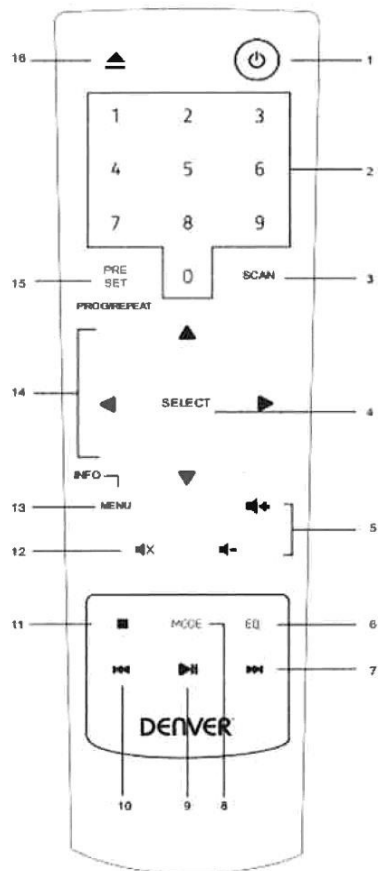 16 1
1 2 3
4 5 6 2
7 8 9
15 PRE SET 0 SCAN 3
PROG/REPEAT
14
SELECT 4
INFO
13 MENU
5
12
11 MODE EQ 6
7
DENVER
10 9 8